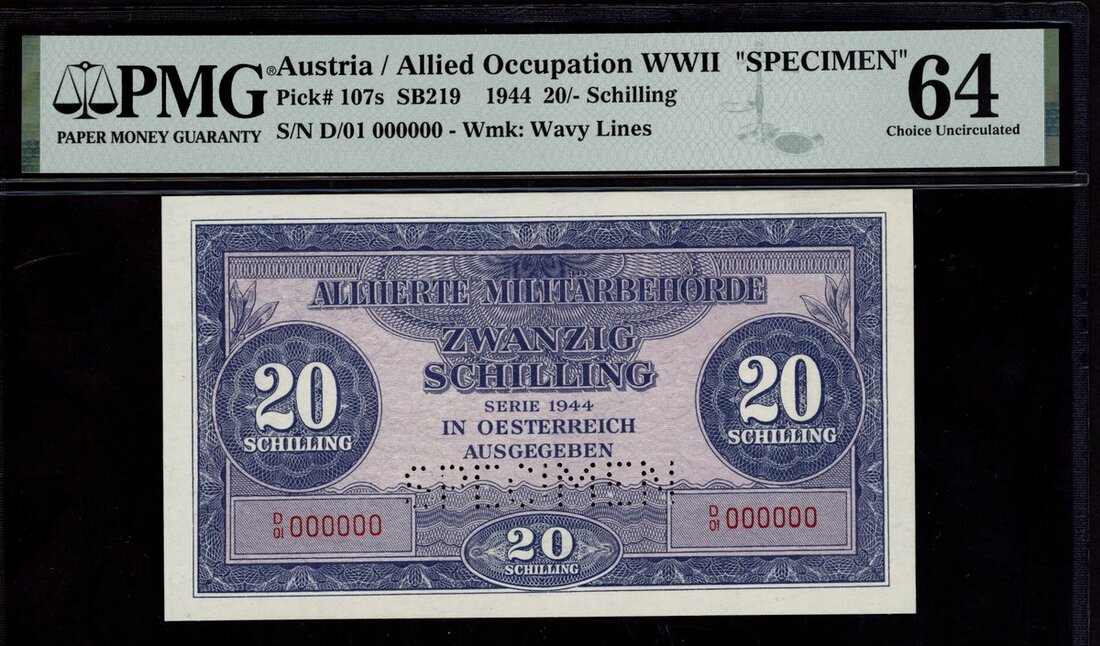 PMG®
PAPER MONEY GUARANTY
Austria / Allied Occupation WWII "SPECIMEN"
Pick# 107s SB219 1944 20/- Schilling
S/N D/01 000000 - Wmk: Wavy Lines
64
Choice Uncirculated
ALLIIERTE MILITÄRBEHÖRDE
ZWANZIG
SCHILLING
SERIE 1944
IN OESTERREICH
AUSGEGEBEN
20
SCHILLING
20
SCHILLING
SPECIMEN
D/01 000000
D/01 000000
20
SCHILLING